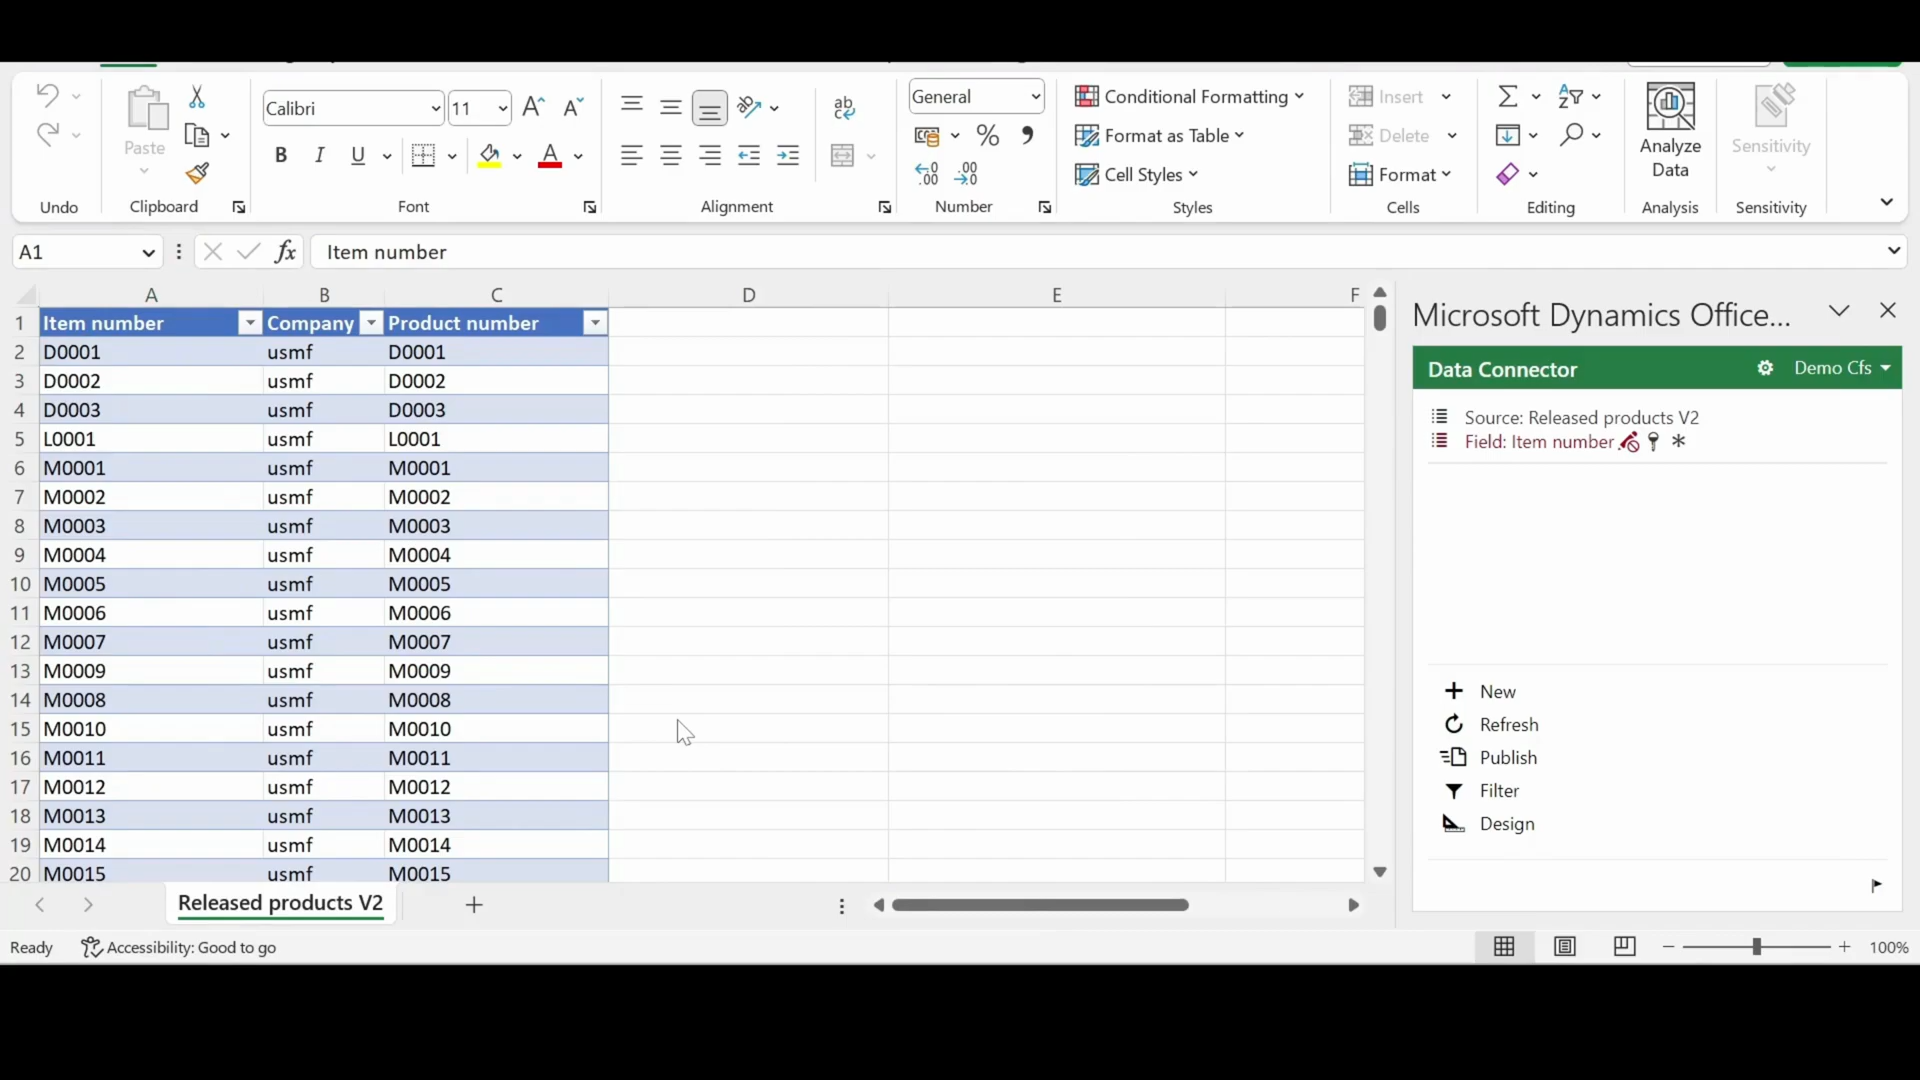 Calibri 11 General Conditional Formatting Insert
Paste Format as Table Delete Analyze Data Sensitivity
B I U A % , Cell Styles Format
Undo Clipboard Font Alignment Number Styles Cells Editing Analysis Sensitivity
A1 fx Item number
A B C D E F
1 Item number Company Product number
2 D0001 usmf D0001
3 D0002 usmf D0002
4 D0003 usmf D0003
5 L0001 usmf L0001
6 M0001 usmf M0001
7 M0002 usmf M0002
8 M0003 usmf M0003
9 M0004 usmf M0004
10 M0005 usmf M0005
11 M0006 usmf M0006
12 M0007 usmf M0007
13 M0009 usmf M0009
14 M0008 usmf M0008
15 M0010 usmf M0010
16 M0011 usmf M0011
17 M0012 usmf M0012
18 M0013 usmf M0013
19 M0014 usmf M0014
20 M0015 usmf M0015
Microsoft Dynamics Office...
Data Connector Demo Cfs
Source: Released products V2
Field: Item number
New
Refresh
Publish
Filter
Design
Released products V2
Ready Accessibility: Good to go 100%